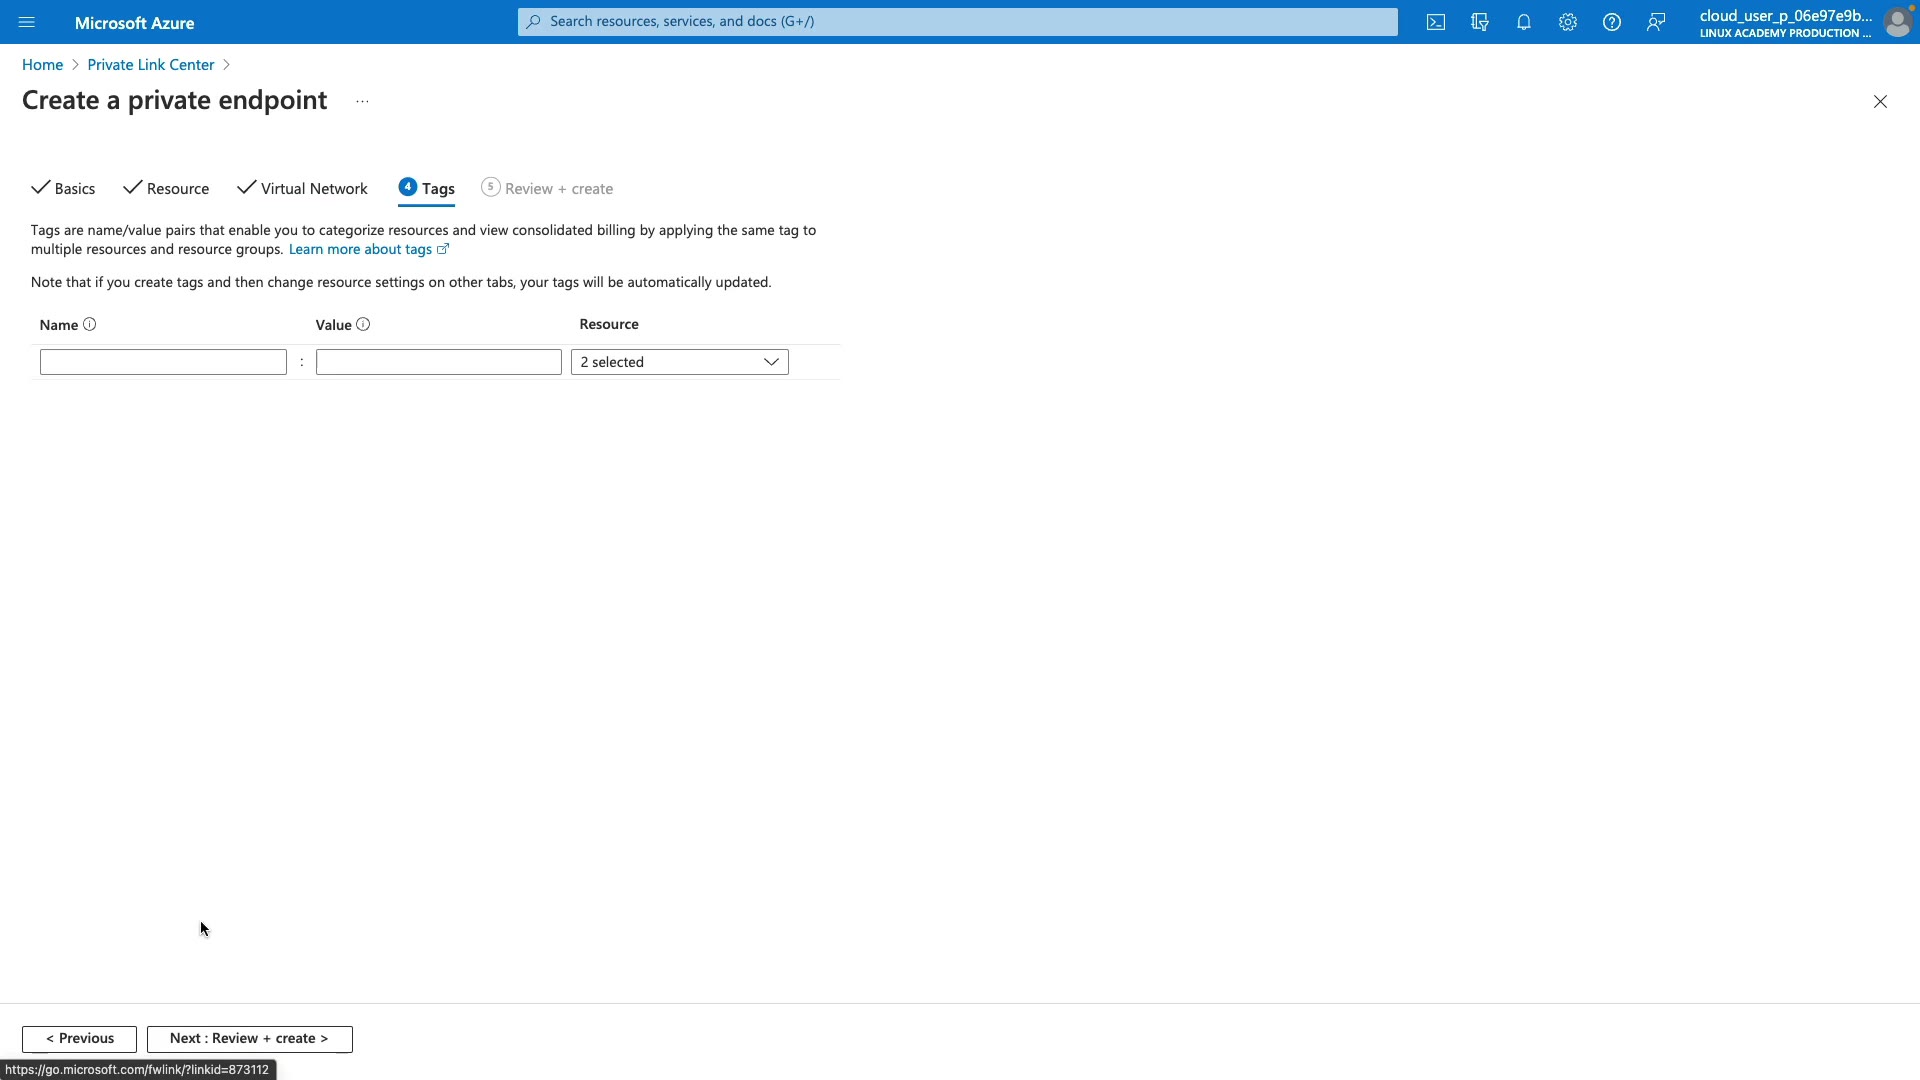 Microsoft Azure
Search resources, services, and docs (G+/)
cloud_user_p_06e97e9b...
LINUX ACADEMY PRODUCTION ...
Home > Private Link Center >
Create a private endpoint ...
Basics
Resource
Virtual Network
4 Tags
5 Review + create
Tags are name/value pairs that enable you to categorize resources and view consolidated billing by applying the same tag to
multiple resources and resource groups. Learn more about tags
Note that if you create tags and then change resource settings on other tabs, your tags will be automatically updated.
Name
Value
Resource
:
2 selected
< Previous
Next : Review + create >
https://go.microsoft.com/fwlink/?linkid=873112